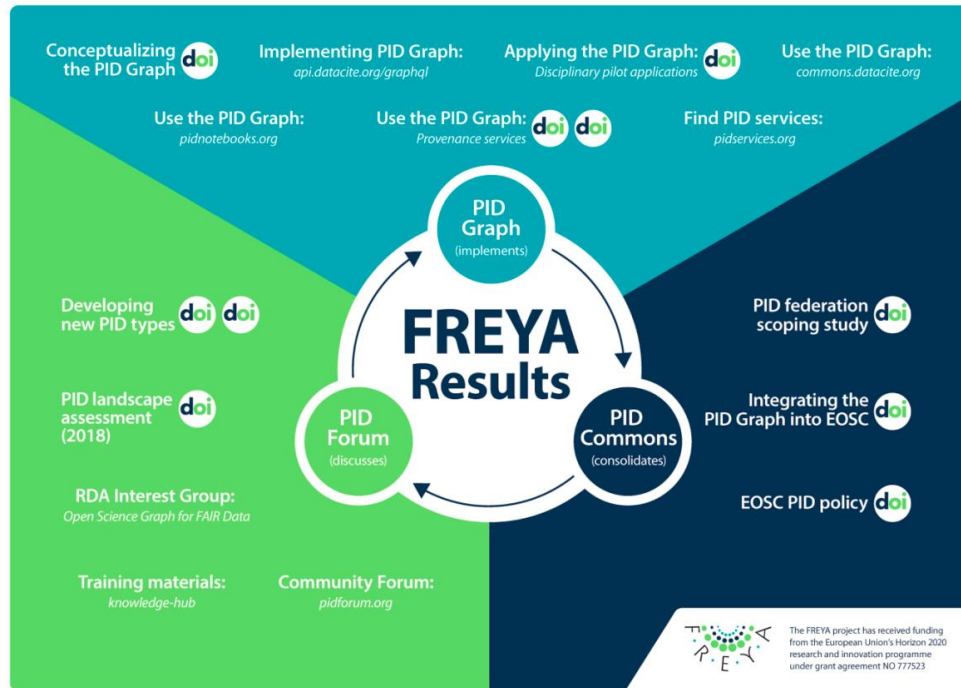 Conceptualizing
the PID Graph
doi
Implementing PID Graph:
api.datacite.org/graphql
Applying the PID Graph:
Disciplinary pilot applications
doi
Use the PID Graph:
commons.datacite.org
Use the PID Graph:
pidnotebooks.org
Use the PID Graph:
Provenance services
doi
doi
Find PID services:
pidservices.org
PID
Graph
(implements)
FREYA
Results
PID
Forum
(discusses)
PID
Commons
(consolidates)
Developing
new PID types
doi
doi
PID landscape
assessment
(2018)
doi
RDA Interest Group:
Open Science Graph for FAIR Data
Training materials:
knowledge-hub
Community Forum:
pidforum.org
PID federation
scoping study
doi
Integrating the
PID Graph into EOSC
doi
EOSC PID policy
doi
FREYA
The FREYA project has received funding
from the European Union's Horizon 2020
research and innovation programme
under grant agreement NO 777523